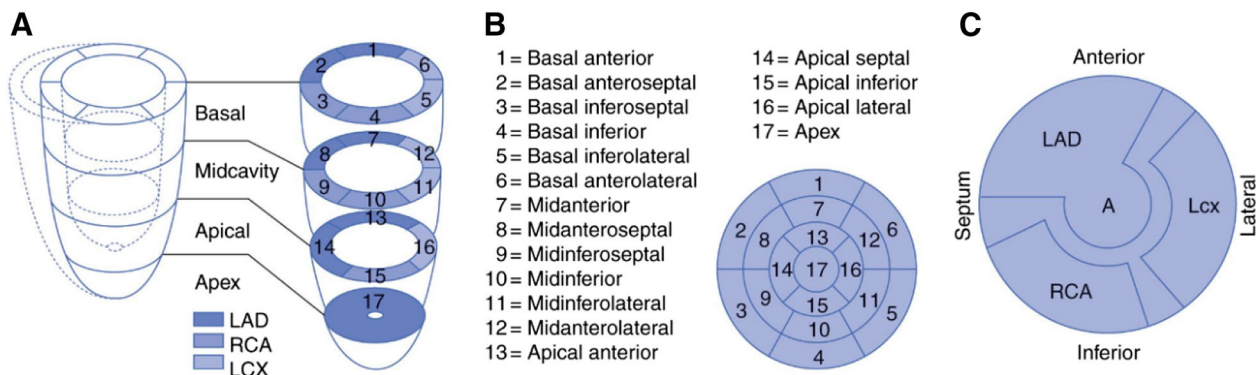 A
1
2
6
3
5
4
Basal
7
8
12
9
11
10
Midcavity
13
14
16
15
Apical
17
Apex
LAD
RCA
LCX
B
1 = Basal anterior
2 = Basal anteroseptal
3 = Basal inferoseptal
4 = Basal inferior
5 = Basal inferolateral
6 = Basal anterolateral
7 = Midanterior
8 = Midanteroseptal
9 = Midinferoseptal
10 = Midinferior
11 = Midinferolateral
12 = Midanterolateral
13 = Apical anterior
14 = Apical septal
15 = Apical inferior
16 = Apical lateral
17 = Apex
1
7
2
8
13
12
6
14
17
16
3
9
15
11
5
10
4
C
Anterior
LAD
Septum
A
Lcx
Lateral
RCA
Inferior